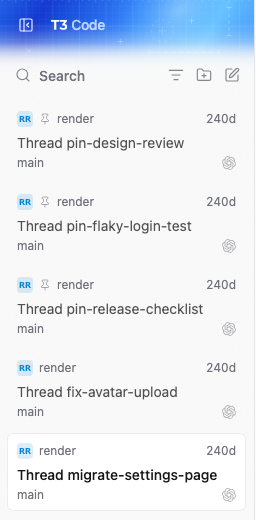 T3 Code
Search
RR render 240d
Thread pin-design-review
main
RR render 240d
Thread pin-flaky-login-test
main
RR render 240d
Thread pin-release-checklist
main
RR render 240d
Thread fix-avatar-upload
main
RR render 240d
Thread migrate-settings-page
main